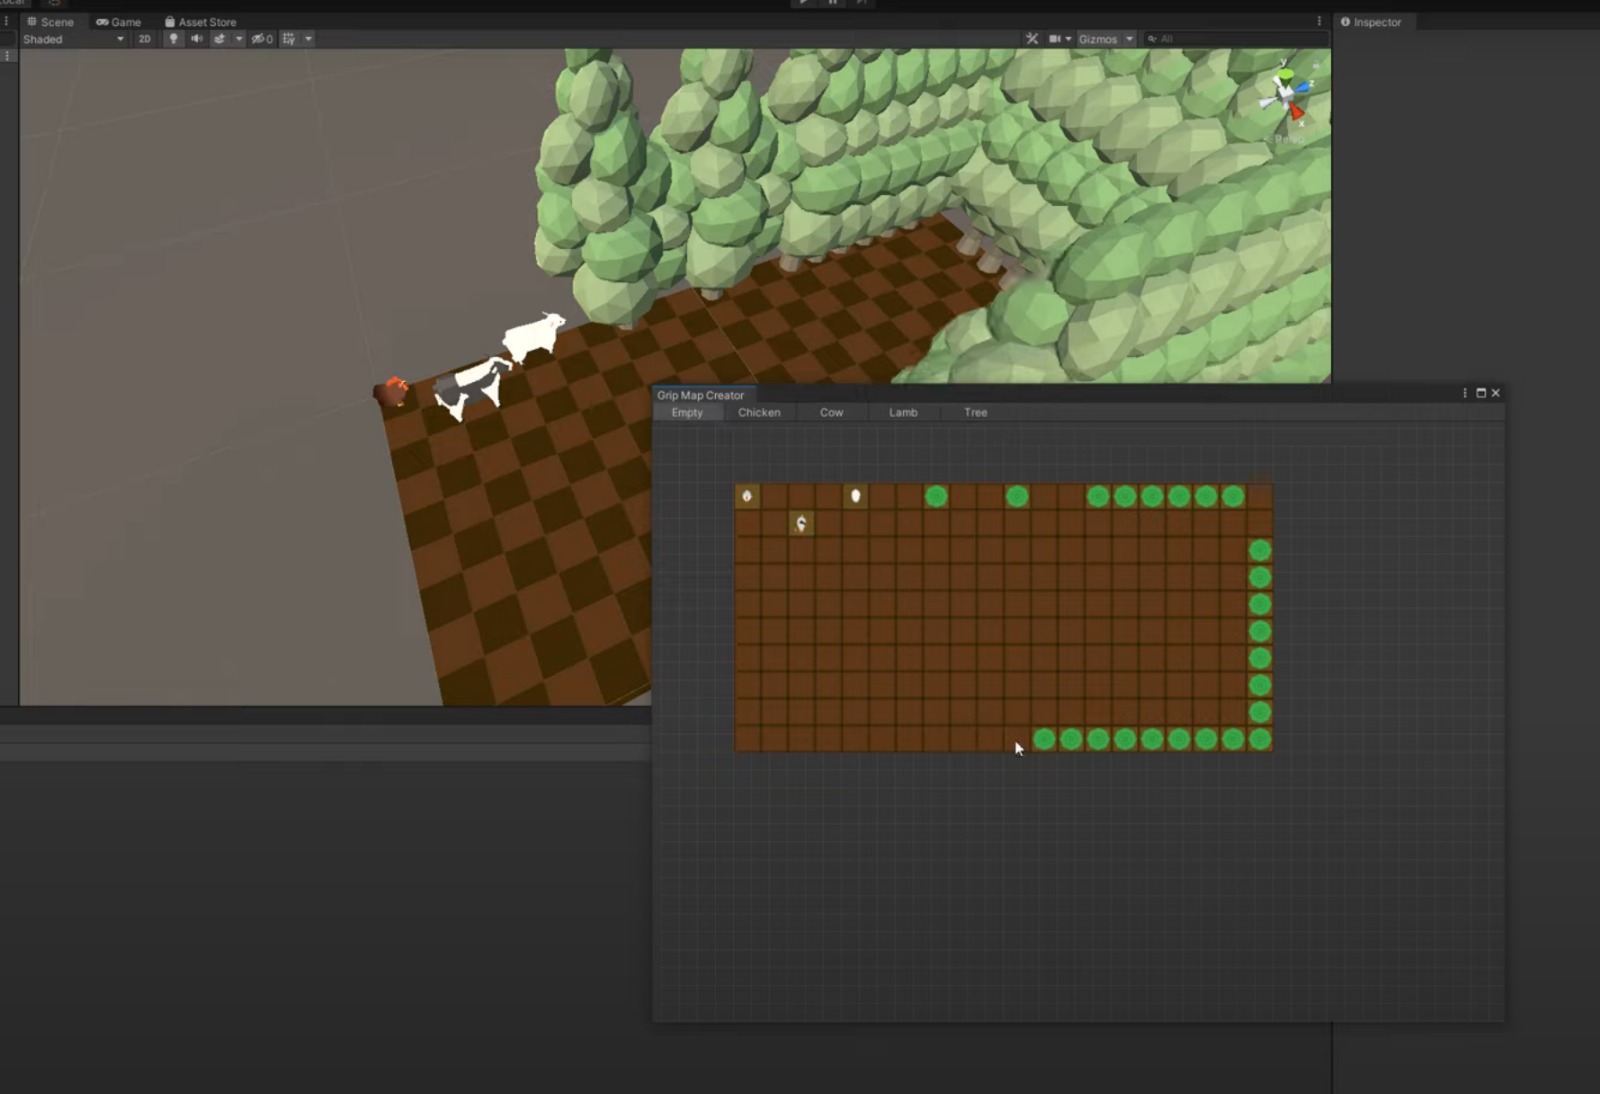 Scene Game Asset Store
Inspector
Shaded 2D 0 Gizmos All
y
z
x
Persp
Grip Map Creator
Empty Chicken Cow Lamb Tree